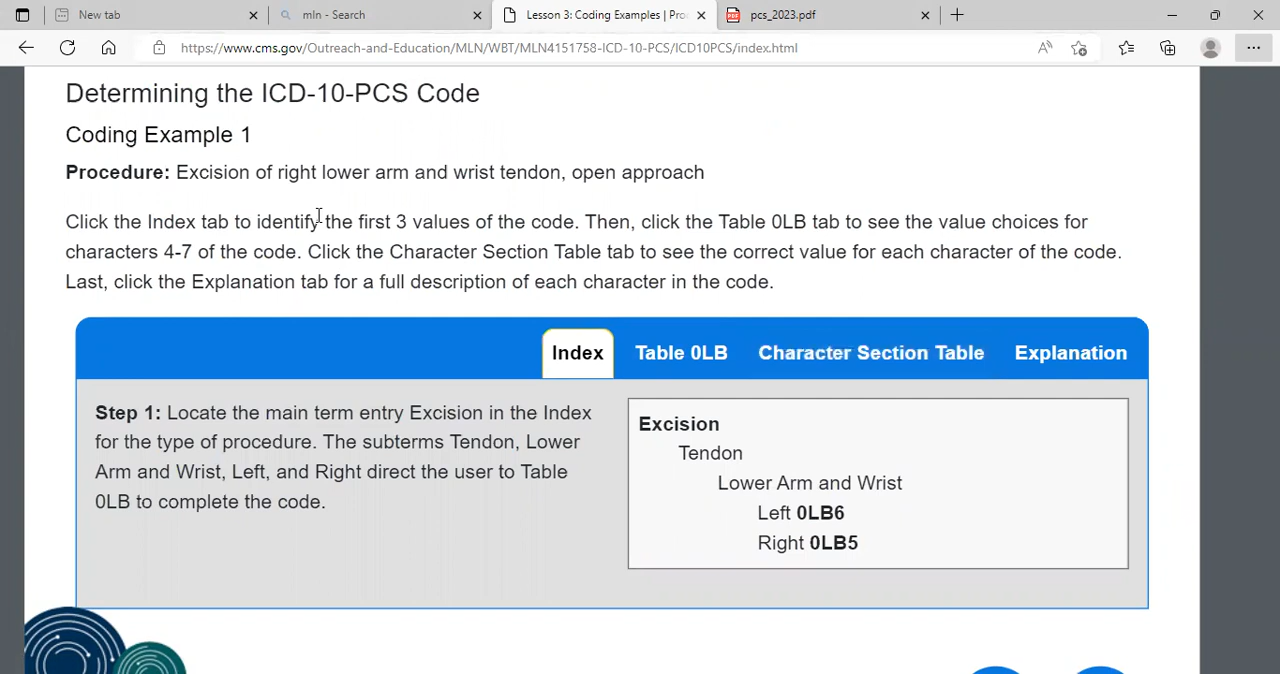 New tab
mln - Search
Lesson 3: Coding Examples | Pro
pcs_2023.pdf
https://www.cms.gov/Outreach-and-Education/MLN/WBT/MLN4151758-ICD-10-PCS/ICD10PCS/index.html
Determining the ICD-10-PCS Code
Coding Example 1
Procedure: Excision of right lower arm and wrist tendon, open approach
Click the Index tab to identify the first 3 values of the code. Then, click the Table 0LB tab to see the value choices for
characters 4-7 of the code. Click the Character Section Table tab to see the correct value for each character of the code.
Last, click the Explanation tab for a full description of each character in the code.
Index
Table 0LB
Character Section Table
Explanation
Step 1: Locate the main term entry Excision in the Index
for the type of procedure. The subterms Tendon, Lower
Arm and Wrist, Left, and Right direct the user to Table
0LB to complete the code.
Excision
Tendon
Lower Arm and Wrist
Left 0LB6
Right 0LB5